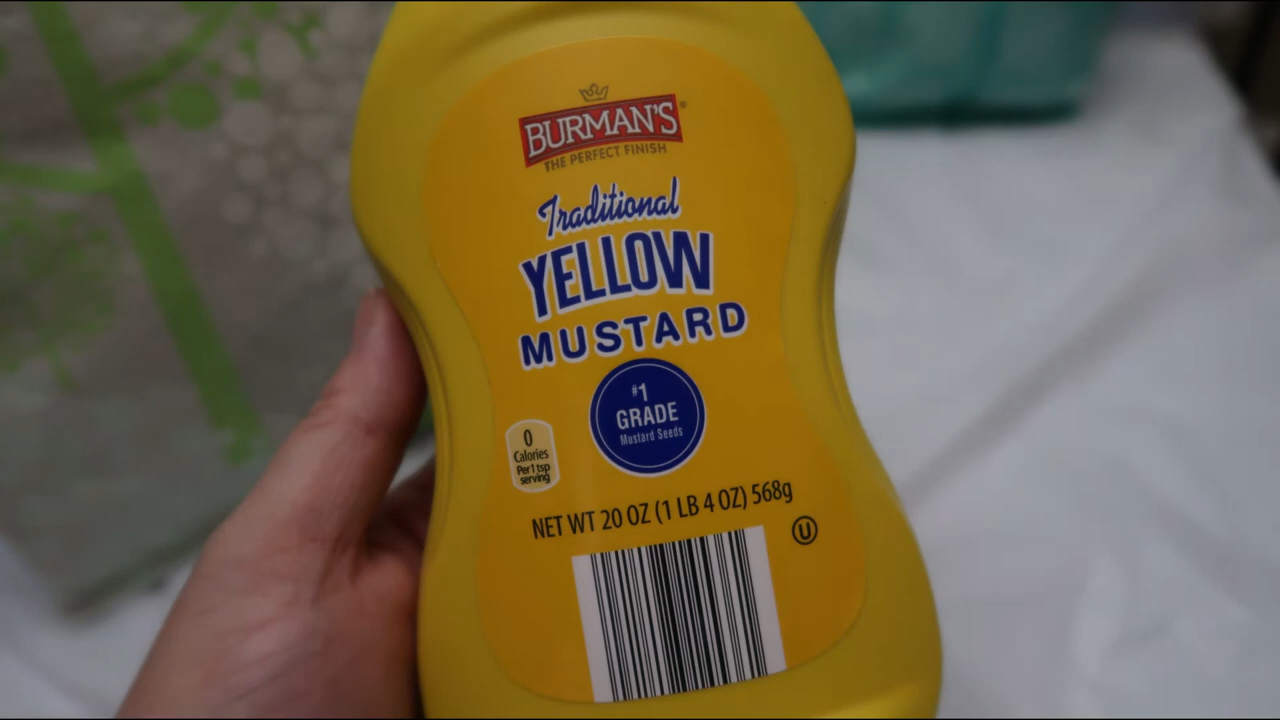 BURMAN'S®
THE PERFECT FINISH
Traditional
YELLOW
MUSTARD
#1
GRADE
Mustard Seeds
0
Calories
Per 1 tsp
serving
NET WT 20 OZ (1 LB 4 OZ) 568g
U